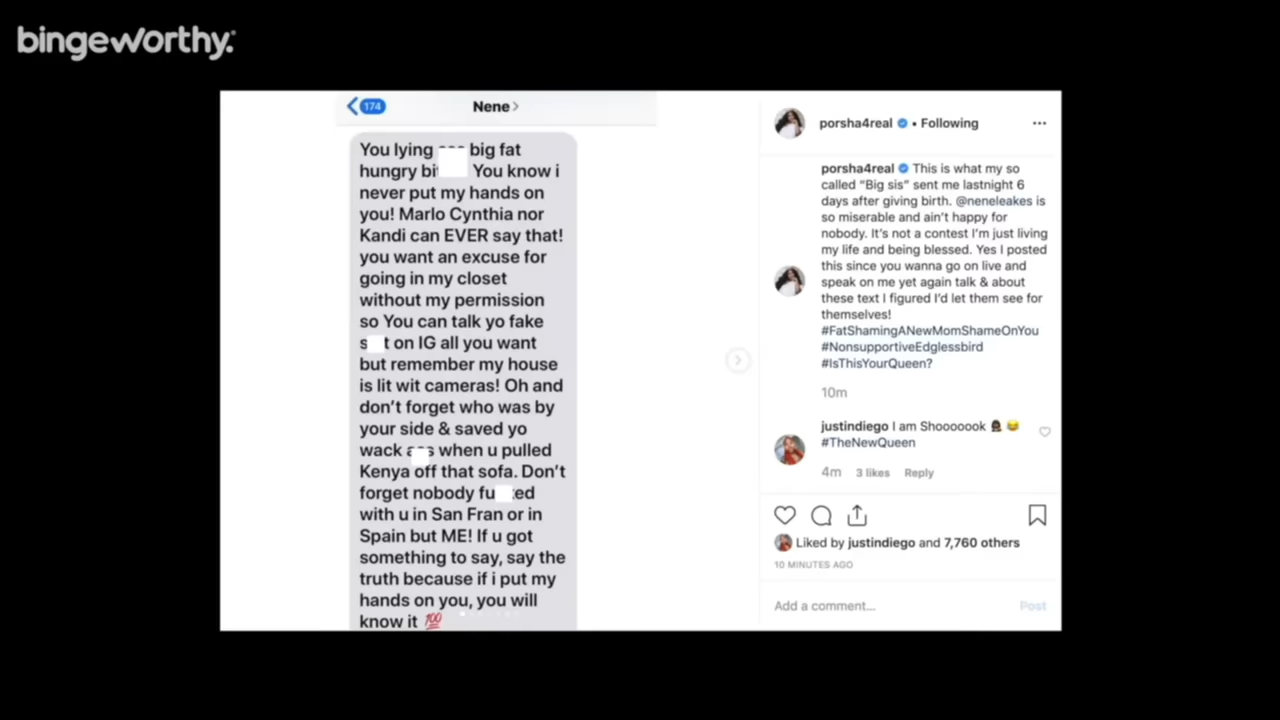 bingeworthy.
174
Nene
You lying big fat
hungry bi You know i
never put my hands on
you! Marlo Cynthia nor
Kandi can EVER say that!
you want an excuse for
going in my closet
without my permission
so You can talk yo fake
s t on IG all you want
but remember my house
is lit wit cameras! Oh and
don't forget who was by
your side & saved yo
wack when u pulled
Kenya off that sofa. Don't
forget nobody fu ed
with u in San Fran or in
Spain but ME! If u got
something to say, say the
truth because if i put my
hands on you, you will
know it 💯
porsha4real • Following
porsha4real This is what my so
called "Big sis" sent me lastnight 6
days after giving birth. @neneleakes is
so miserable and ain't happy for
nobody. It's not a contest I'm just living
my life and being blessed. Yes I posted
this since you wanna go on live and
speak on me yet again talk & about
these text I figured I'd let them see for
themselves!
#FatShamingANewMomShameOnYou
#NonsupportiveEdglessbird
#IsThisYourQueen?
10m
justindiego I am Shooooook 😂
#TheNewQueen
4m 3 likes Reply
Liked by justindiego and 7,760 others
10 MINUTES AGO
Add a comment... Post